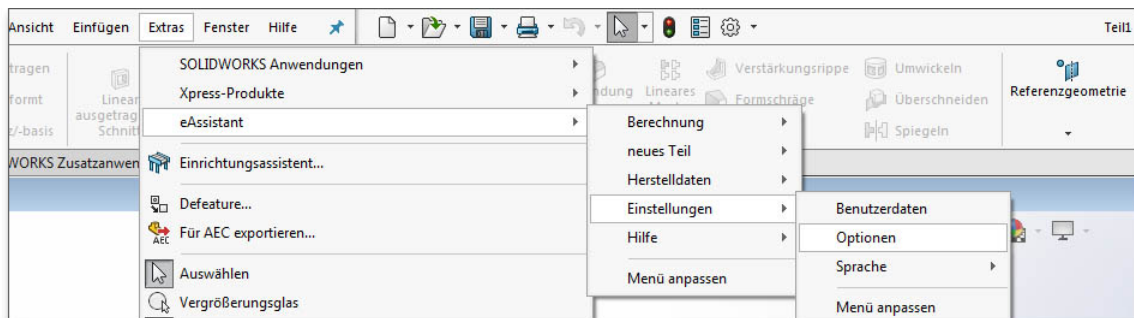 Ansicht Einfügen Extras Fenster Hilfe Teil1
tragen
formt
z/-basis
Linear
ausgetrag
Schnitt
ndung Lineares
Verstärkungsrippe
Formschräge
Umwickeln
Überschneiden
Spiegeln
Referenzgeometrie
WORKS Zusatzanwen
SOLIDWORKS Anwendungen
Xpress-Produkte
eAssistant
Einrichtungsassistent...
Defeature...
Für AEC exportieren...
Auswählen
Vergrößerungsglas
Berechnung
neues Teil
Herstelldaten
Einstellungen
Hilfe
Menü anpassen
Benutzerdaten
Optionen
Sprache
Menü anpassen